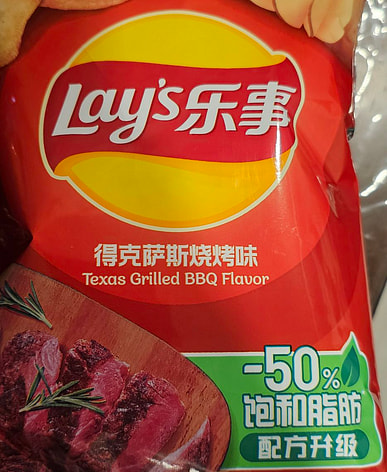 Lay's乐事
得克萨斯烧烤味
Texas Grilled BBQ Flavor
-50%
饱和脂肪
配方升级